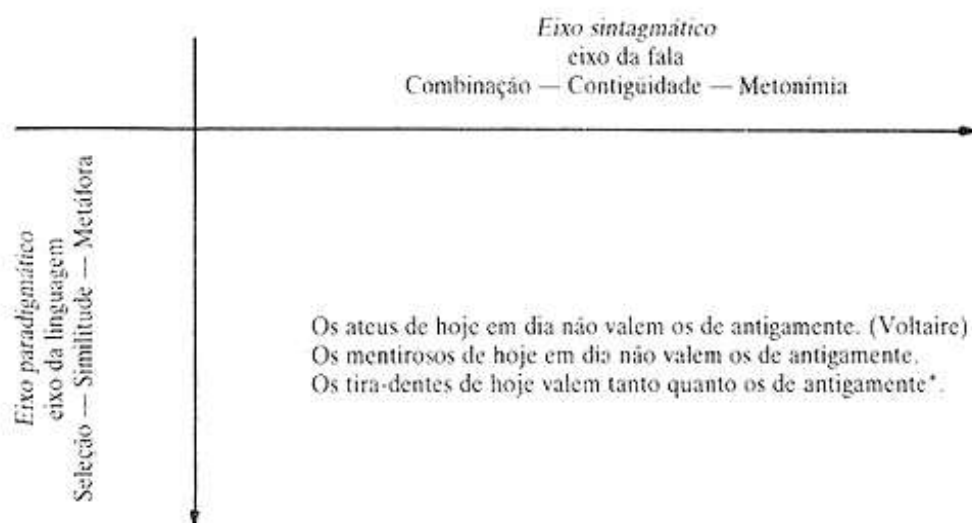 Eixo sintagmático
eixo da fala
Combinação — Contigüidade — Metonímia
Eixo paradigmático
eixo da linguagem
Seleção — Similitude — Metáfora
Os ateus de hoje em dia não valem os de antigamente. (Voltaire)
Os mentirosos de hoje em dia não valem os de antigamente.
Os tira-dentes de hoje valem tanto quanto os de antigamente*.